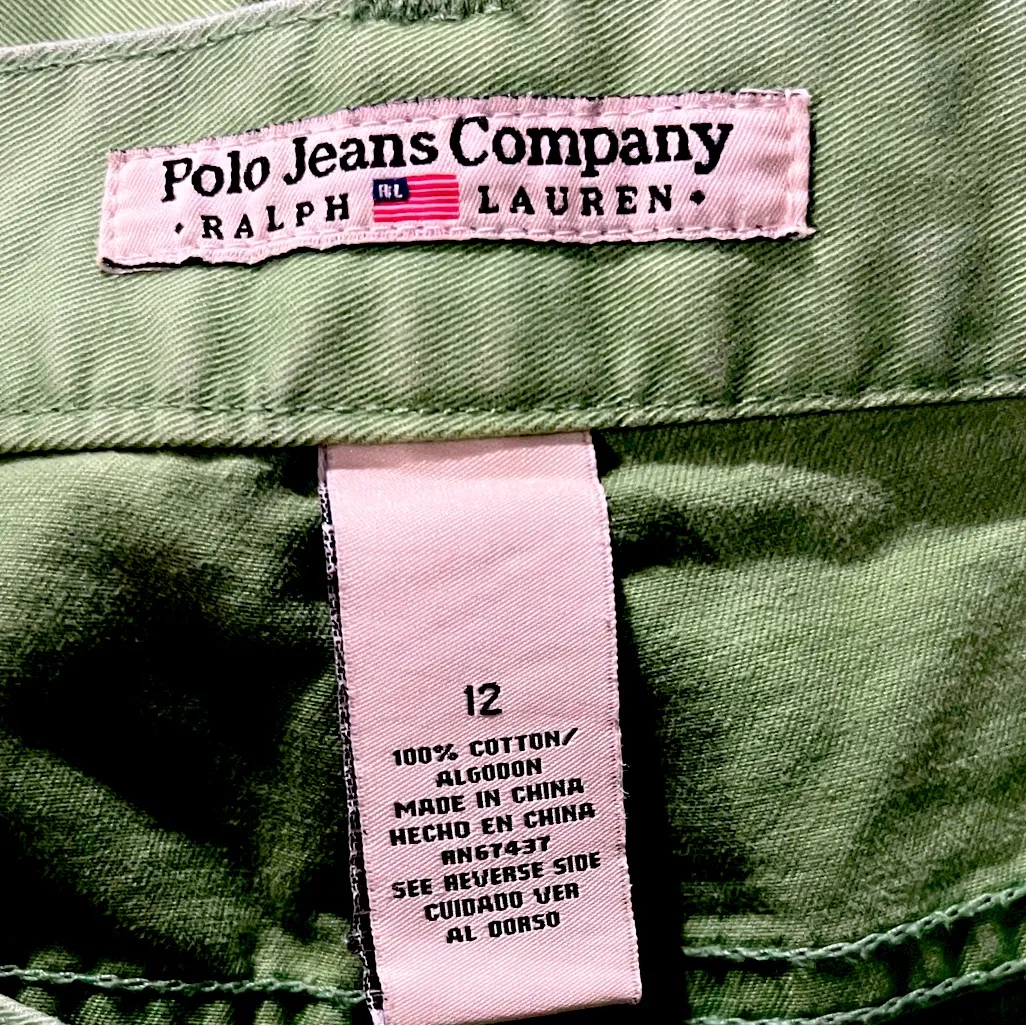 Polo Jeans Company
• RALPH RL LAUREN •
12
100% COTTON/
ALGODON
MADE IN CHINA
HECHO EN CHINA
RN67437
SEE REVERSE SIDE
CUIDADO VER
AL DORSO